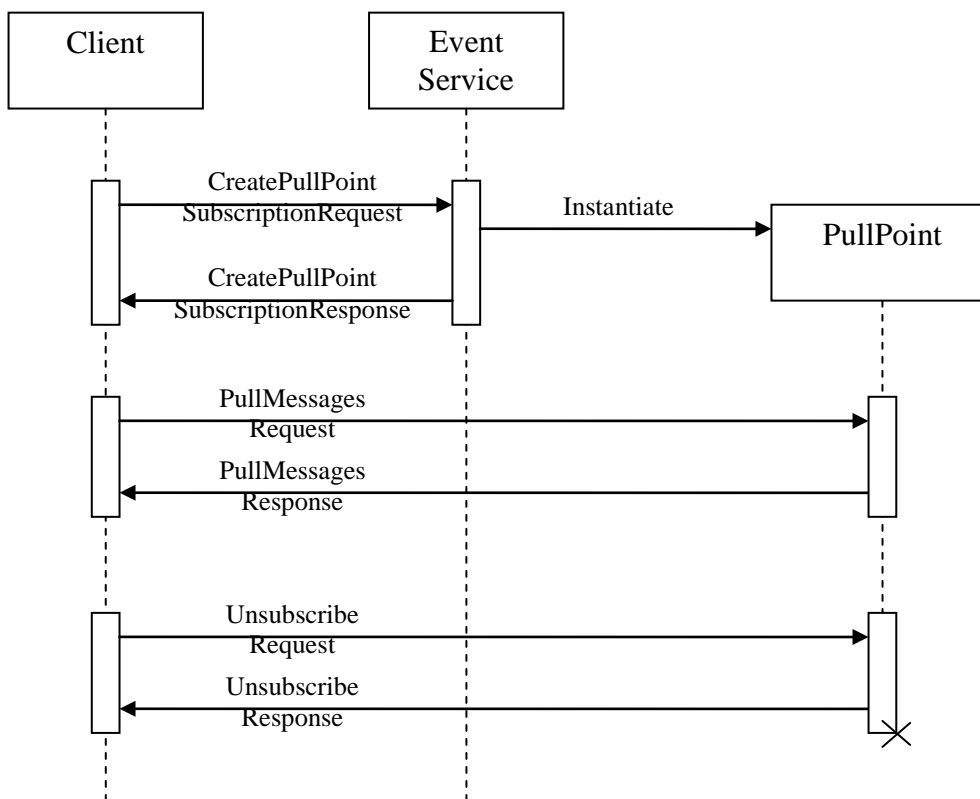 Client
Event
Service
CreatePullPoint
SubscriptionRequest
Instantiate
PullPoint
CreatePullPoint
SubscriptionResponse
PullMessages
Request
PullMessages
Response
Unsubscribe
Request
Unsubscribe
Response